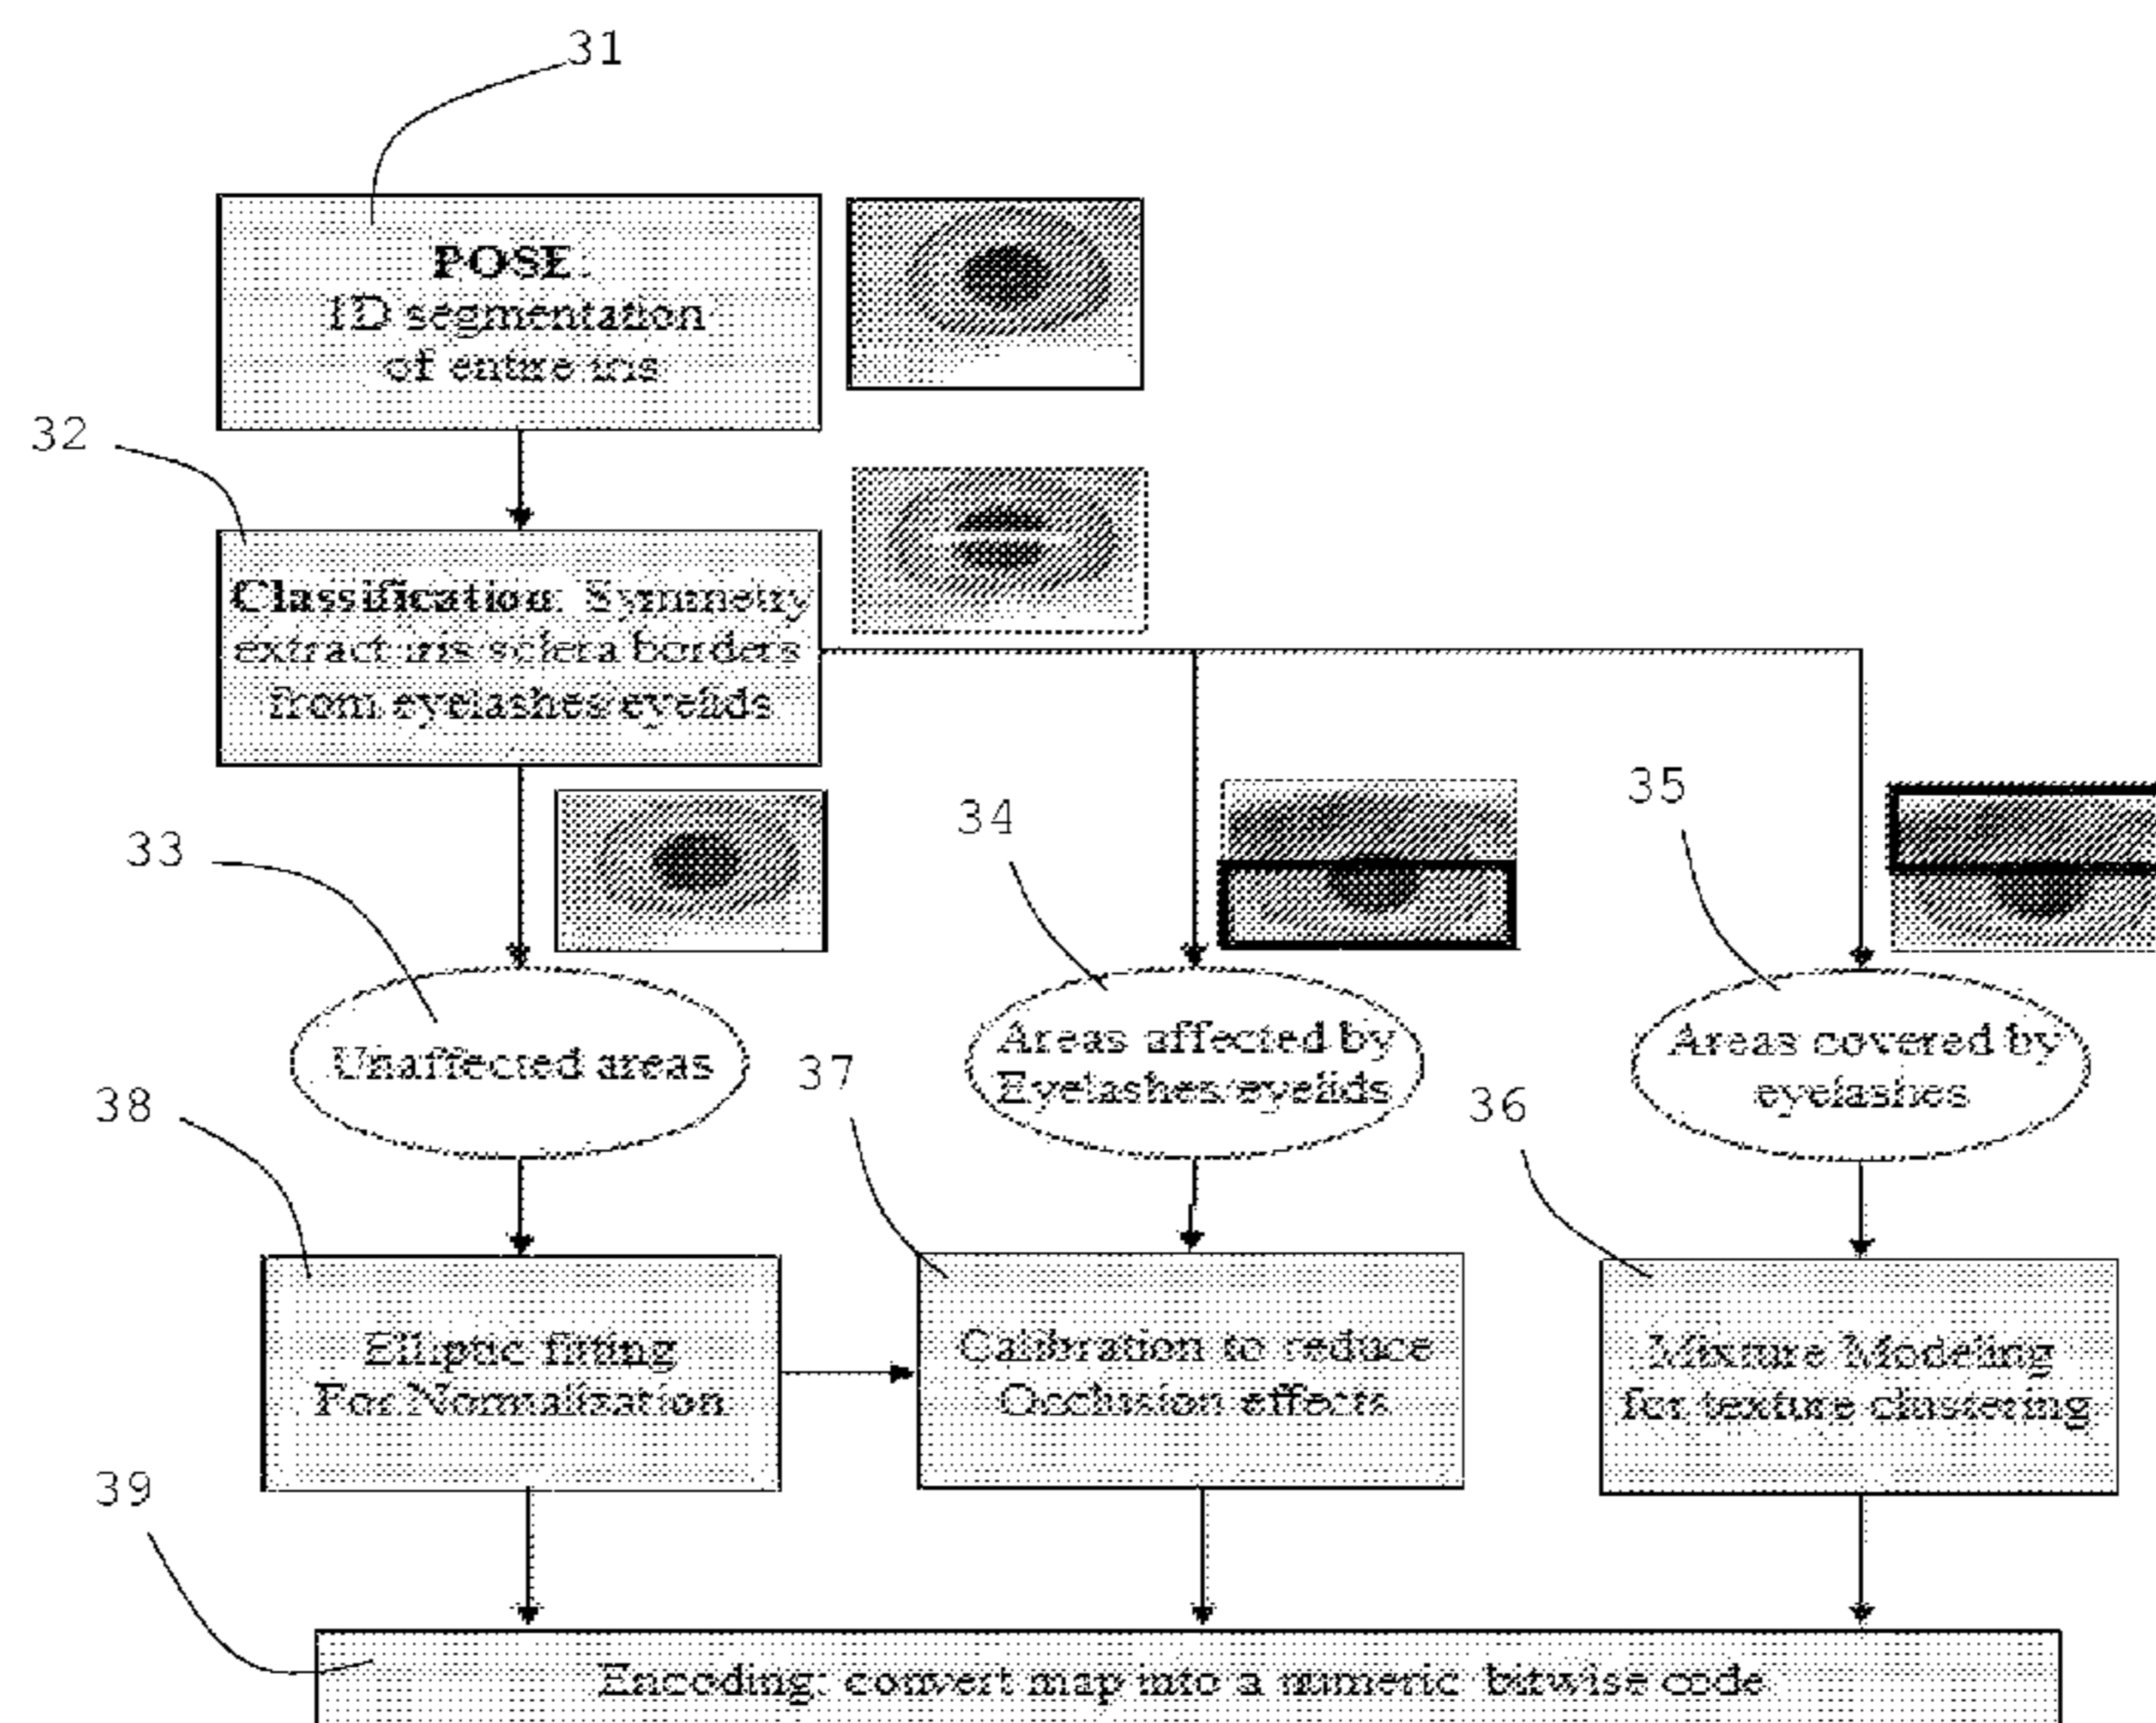 31
POSE:
1D segmentation
of entire iris
32
Classification: Symmetry
extract iris sclera borders
from eyelashes/eyelids
33
34
35
Unaffected areas
Areas affected by
Eyelashes/eyelids
Areas covered by
eyelashes
38
37
36
Elliptic fitting
For Normalization
Calibration to reduce
Occlusion effects
Mixture Modeling
for texture clustering
39
Encoding: convert map into a numeric bitwise code